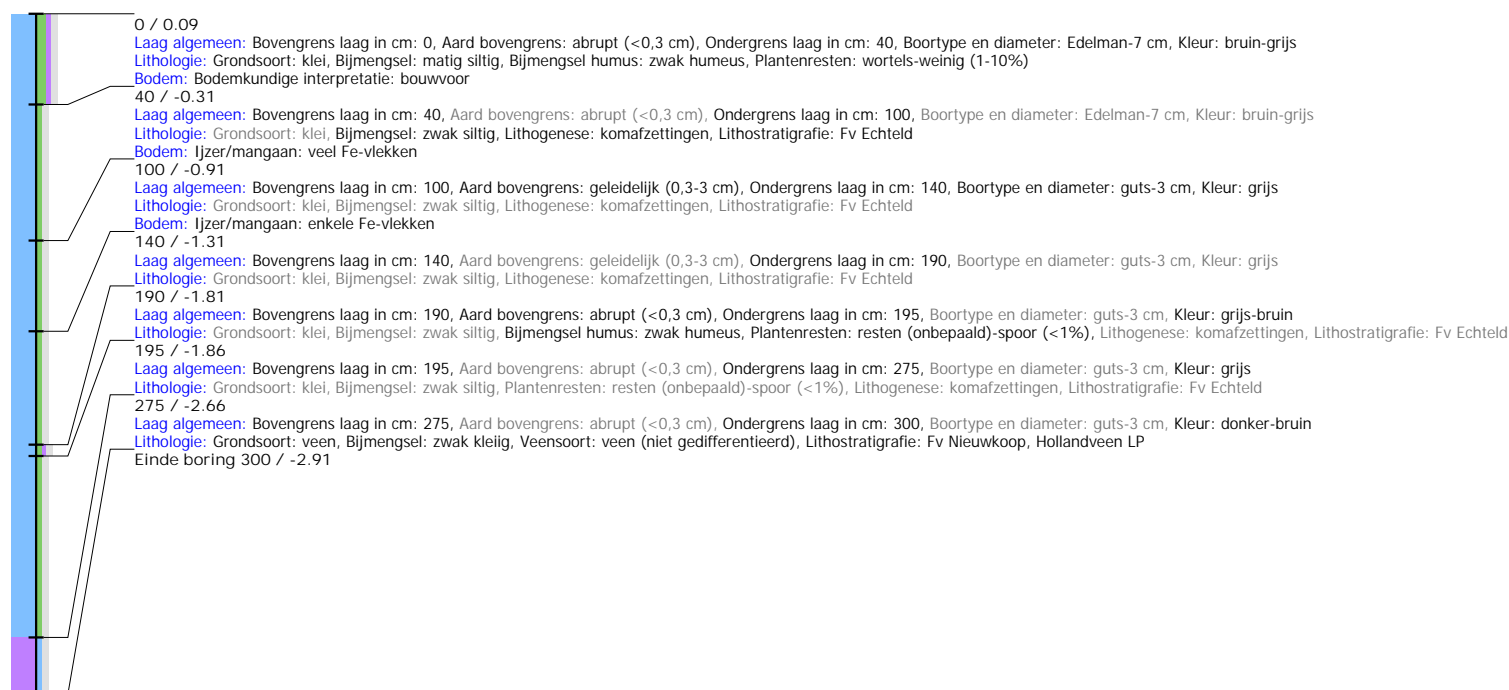 0 / 0.09
Laag algemeen: Bovengrens laag in cm: 0, Aard bovengrens: abrupt (<0,3 cm), Ondergrens laag in cm: 40, Boortype en diameter: Edelman-7 cm, Kleur: bruin-grijs
Lithologie: Grondsoort: klei, Bijmengsel: matig siltig, Bijmengsel humus: zwak humeus, Plantenresten: wortels-weinig (1-10%)
Bodem: Bodemkundige interpretatie: bouwvoor
40 / -0.31
Laag algemeen: Bovengrens laag in cm: 40, Aard bovengrens: abrupt (<0,3 cm), Ondergrens laag in cm: 100, Boortype en diameter: Edelman-7 cm, Kleur: bruin-grijs
Lithologie: Grondsoort: klei, Bijmengsel: zwak siltig, Lithogenese: komafzettingen, Lithostratigrafie: Fv Echteld
Bodem: Ijzer/mangaan: veel Fe-vlekken
100 / -0.91
Laag algemeen: Bovengrens laag in cm: 100, Aard bovengrens: geleidelijk (0,3-3 cm), Ondergrens laag in cm: 140, Boortype en diameter: guts-3 cm, Kleur: grijs
Lithologie: Grondsoort: klei, Bijmengsel: zwak siltig, Lithogenese: komafzettingen, Lithostratigrafie: Fv Echteld
Bodem: Ijzer/mangaan: enkele Fe-vlekken
140 / -1.31
Laag algemeen: Bovengrens laag in cm: 140, Aard bovengrens: geleidelijk (0,3-3 cm), Ondergrens laag in cm: 190, Boortype en diameter: guts-3 cm, Kleur: grijs
Lithologie: Grondsoort: klei, Bijmengsel: zwak siltig, Lithogenese: komafzettingen, Lithostratigrafie: Fv Echteld
190 / -1.81
Laag algemeen: Bovengrens laag in cm: 190, Aard bovengrens: abrupt (<0,3 cm), Ondergrens laag in cm: 195, Boortype en diameter: guts-3 cm, Kleur: grijs-bruin
Lithologie: Grondsoort: klei, Bijmengsel: zwak siltig, Bijmengsel humus: zwak humeus, Plantenresten: resten (onbepaald)-spoor (<1%), Lithogenese: komafzettingen, Lithostratigrafie: Fv Echteld
195 / -1.86
Laag algemeen: Bovengrens laag in cm: 195, Aard bovengrens: abrupt (<0,3 cm), Ondergrens laag in cm: 275, Boortype en diameter: guts-3 cm, Kleur: grijs
Lithologie: Grondsoort: klei, Bijmengsel: zwak siltig, Plantenresten: resten (onbepaald)-spoor (<1%), Lithogenese: komafzettingen, Lithostratigrafie: Fv Echteld
275 / -2.66
Laag algemeen: Bovengrens laag in cm: 275, Aard bovengrens: abrupt (<0,3 cm), Ondergrens laag in cm: 300, Boortype en diameter: guts-3 cm, Kleur: donker-bruin
Lithologie: Grondsoort: veen, Bijmengsel: zwak kleiig, Veensoort: veen (niet gedifferentieerd), Lithostratigrafie: Fv Nieuwkoop, Hollandveen LP
Einde boring 300 / -2.91